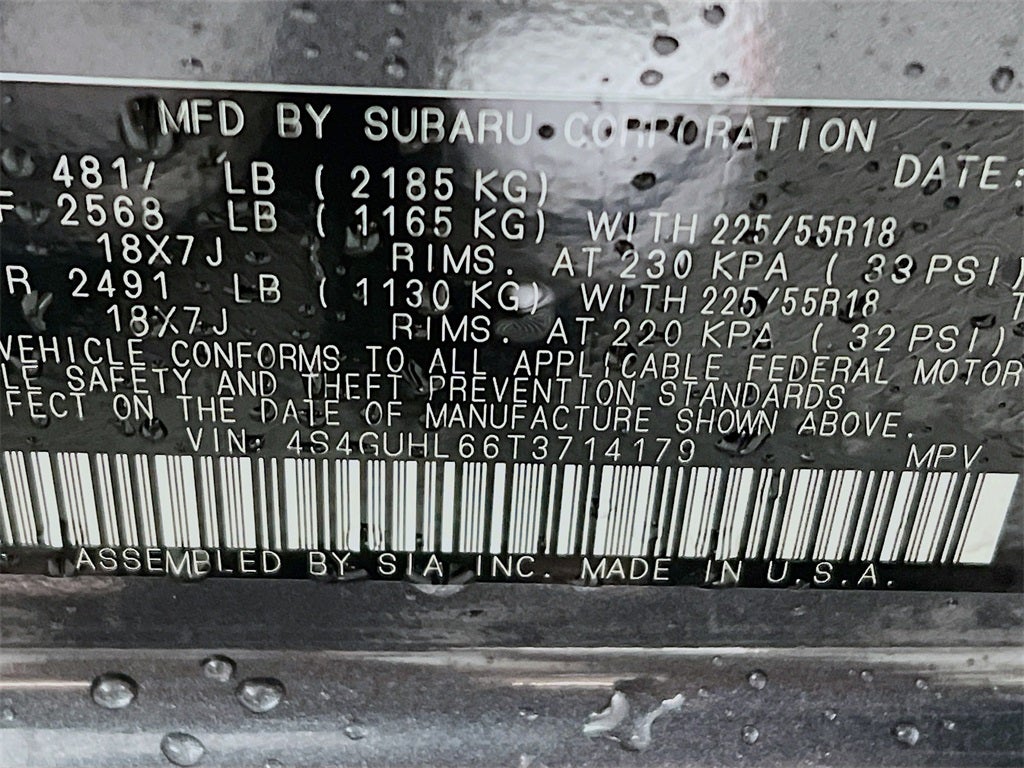 MFD BY SUBARU CORPORATION
DATE:
4817 LB ( 2185 KG)
F 2568 LB ( 1165 KG) WITH 225/55R18
18X7J RIMS. AT 230 KPA ( 33 PSI)
R 2491 LB ( 1130 KG) WITH 225/55R18 T
18X7J RIMS. AT 220 KPA ( 32 PSI)
VEHICLE CONFORMS TO ALL APPLICABLE FEDERAL MOTOR
LE SAFETY AND THEFT PREVENTION STANDARDS
FECT ON THE DATE OF MANUFACTURE SHOWN ABOVE.
VIN: 4S4GUHL66T3714179 MPV
ASSEMBLED BY SIA, INC. MADE IN U.S.A.